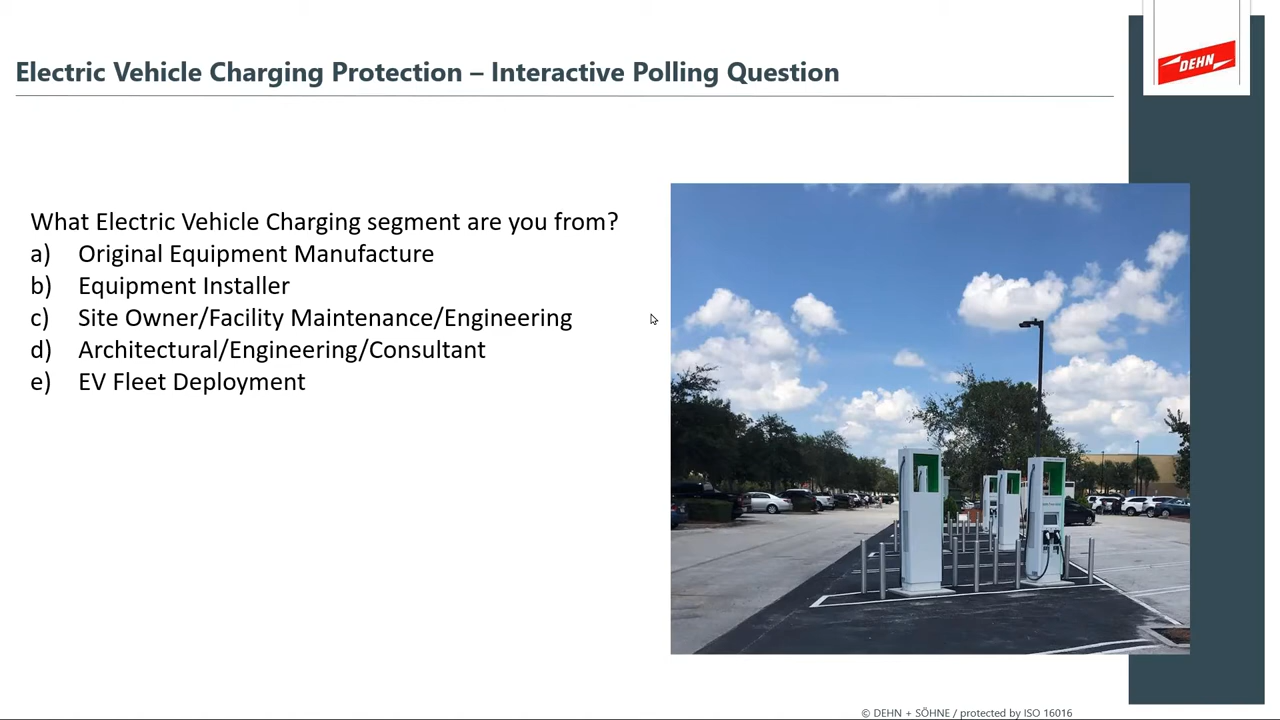 Electric Vehicle Charging Protection – Interactive Polling Question
DEHN
What Electric Vehicle Charging segment are you from?
a) Original Equipment Manufacture
b) Equipment Installer
c) Site Owner/Facility Maintenance/Engineering
d) Architectural/Engineering/Consultant
e) EV Fleet Deployment
© DEHN + SÖHNE / protected by ISO 16016